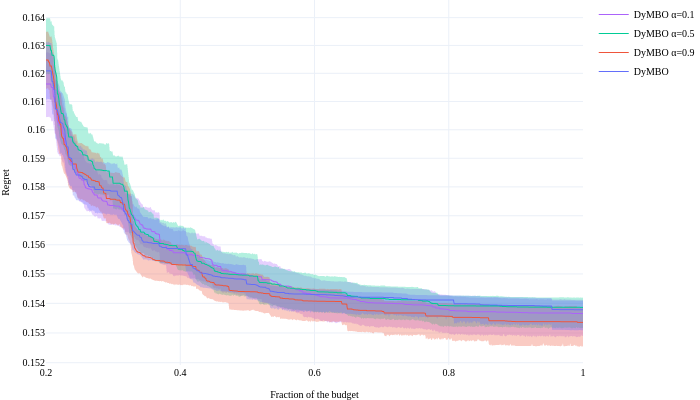 DyMBO α=0.1
DyMBO α=0.5
DyMBO α=0.9
DyMBO
0.164
0.163
0.162
0.161
0.16
0.159
0.158
0.157
0.156
0.155
0.154
0.153
0.152
Regret
0.2 0.4 0.6 0.8 1
Fraction of the budget